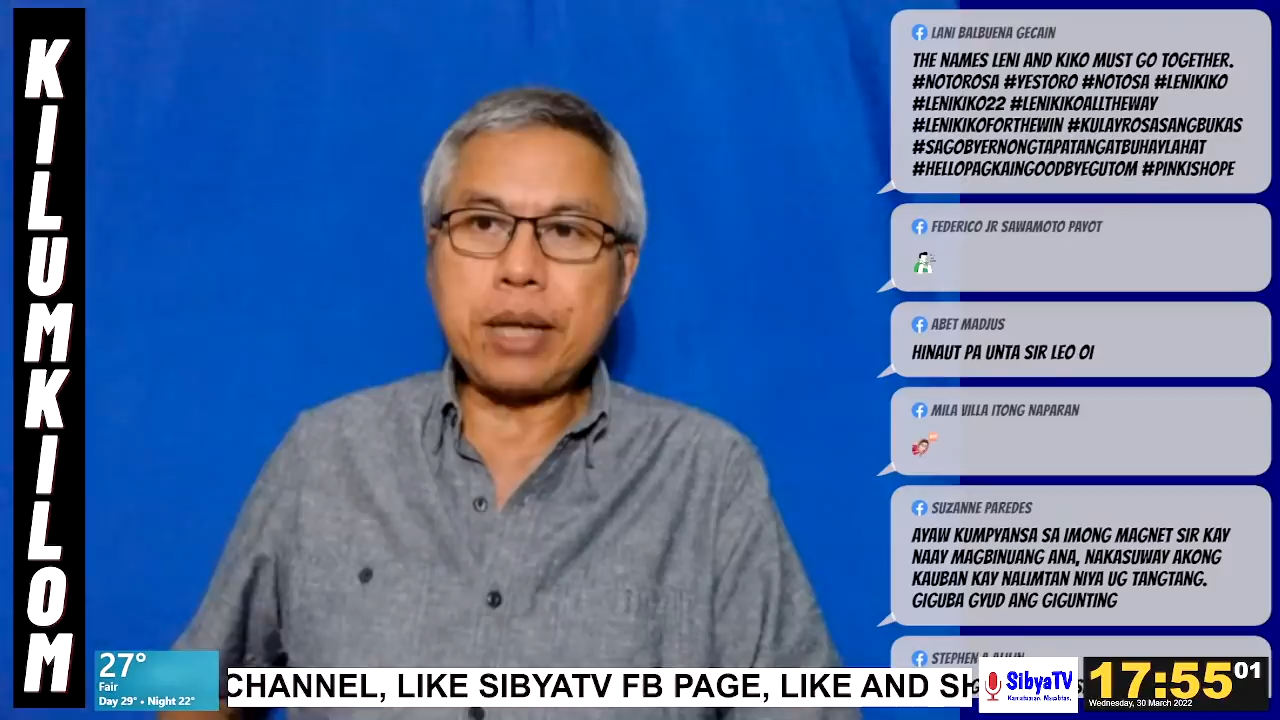 KILUMKILOM
LANI BALBUENA GECAIN
THE NAMES LENI AND KIKO MUST GO TOGETHER.
#NOTOROSA #YESTORO #NOTOSA #LENIKIKO
#LENIKIKO22 #LENIKIKOALLTHEWAY
#LENIKIKOFORTHEWIN #KULAYROSASANGBUKAS
#SAGOBYERNONGTAPATANGATBUHAYLAHAT
#HELLOPAGKAINGOODBYEGUTOM #PINKISHOPE
FEDERICO JR SAWAMOTO PAYOT
ABET MADJUS
HINAUT PA UNTA SIR LEO OI
MILA VILLA ITONG NAPARAN
SUZANNE PAREDES
AYAW KUMPYANSA SA IMONG MAGNET SIR KAY
NAAY MAGBINUANG ANA, NAKASUWAY AKONG
KAUBAN KAY NALIMTAN NIYA UG TANGTANG.
GIGUBA GYUD ANG GIGUNTING
STEPHEN A
27°
Fair
Day 29° • Night 22°
CHANNEL, LIKE SIBYATV FB PAGE, LIKE AND SH
SibyaTV
17:55 01
Wednesday, 30 March 2022